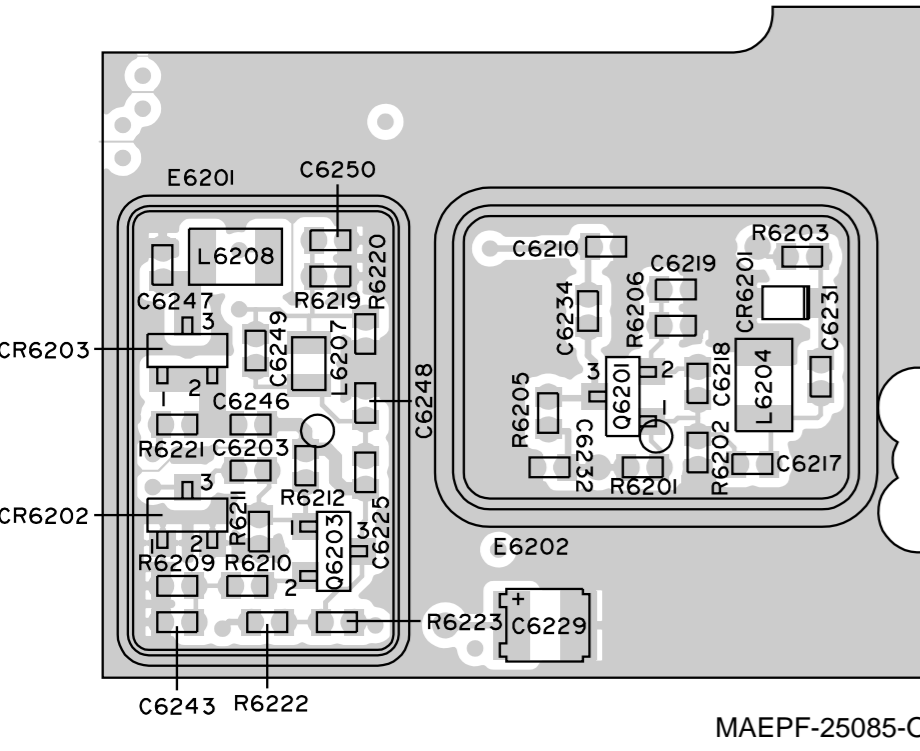 C6250
E6201
L6208
R6220
C6247
R6219
3
CR6203
C6249
L6207
C6248
1
2
C6246
R6221
C6203
R6212
3
CR6202
R6211
1
2
1
Q6203
3
2
C6225
R6209
R6210
R6223
C6243
R6222
C6210
R6203
C6219
C6234
R6206
CR6201
C6231
3
2
1
Q6201
C6218
L6204
R6205
C6232
R6201
R6202
C6217
E6202
+
C6229
MAEPF-25085-